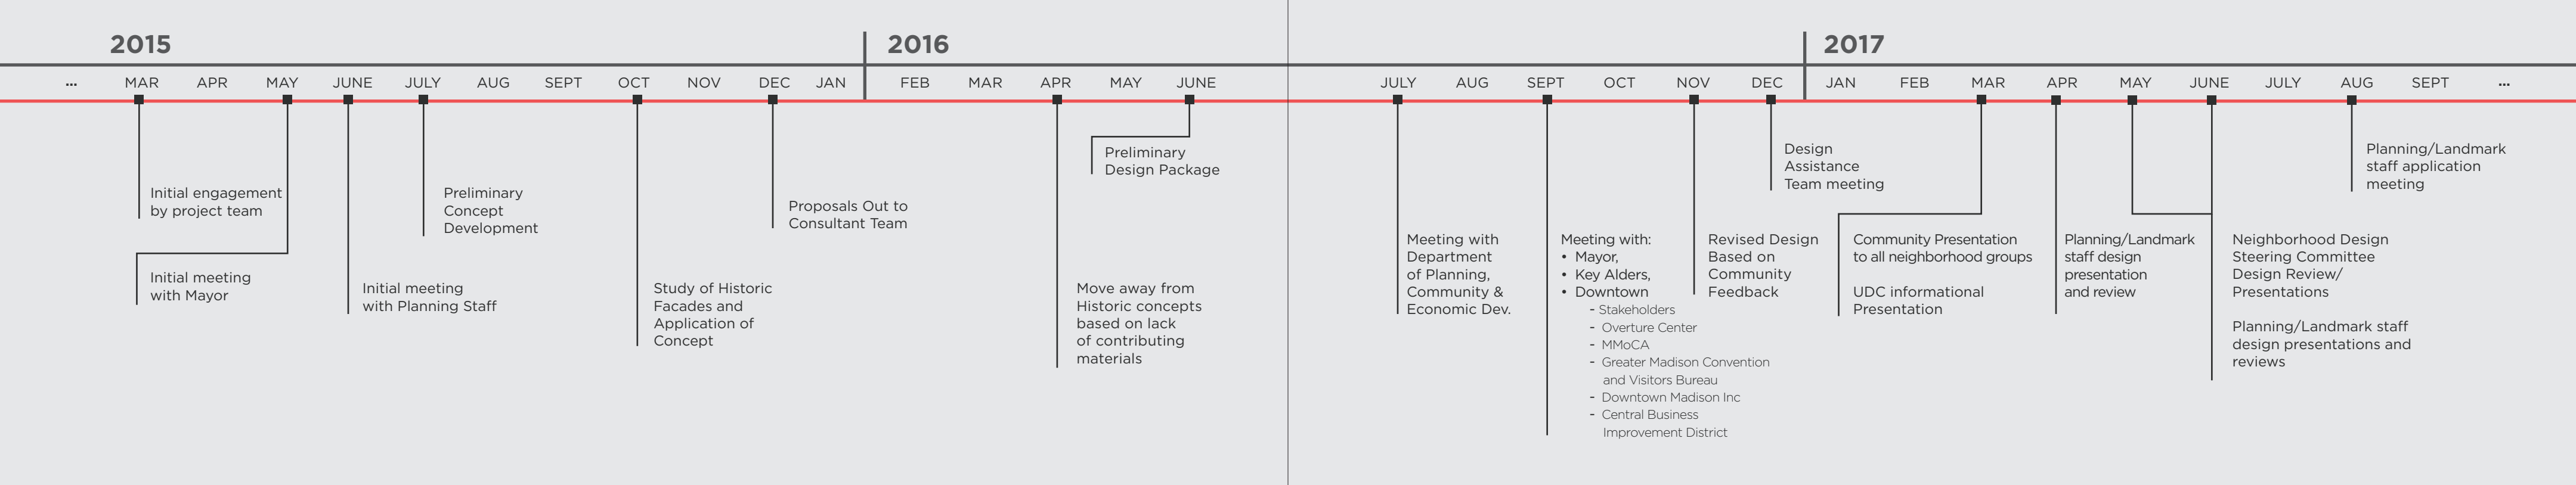 2015
2016
2017
...
MAR
APR
MAY
JUNE
JULY
AUG
SEPT
OCT
NOV
DEC
JAN
FEB
MAR
APR
MAY
JUNE
JULY
AUG
SEPT
OCT
NOV
DEC
JAN
FEB
MAR
APR
MAY
JUNE
JULY
AUG
SEPT
...
Initial engagement
by project team
Initial meeting
with Mayor
Initial meeting
with Planning Staff
Preliminary
Concept
Development
Study of Historic
Facades and
Application of
Concept
Proposals Out to
Consultant Team
Move away from
Historic concepts
based on lack
of contributing
materials
Preliminary
Design Package
Meeting with
Department
of Planning,
Community &
Economic Dev.
Meeting with:
• Mayor,
• Key Alders,
• Downtown
- Stakeholders
- Overture Center
- MMoCA
- Greater Madison Convention
and Visitors Bureau
- Downtown Madison Inc
- Central Business
Improvement District
Revised Design
Based on
Community
Feedback
Design
Assistance
Team meeting
Community Presentation
to all neighborhood groups
UDC informational
Presentation
Planning/Landmark
staff design
presentation
and review
Neighborhood Design
Steering Committee
Design Review/
Presentations
Planning/Landmark staff
design presentations and
reviews
Planning/Landmark
staff application
meeting